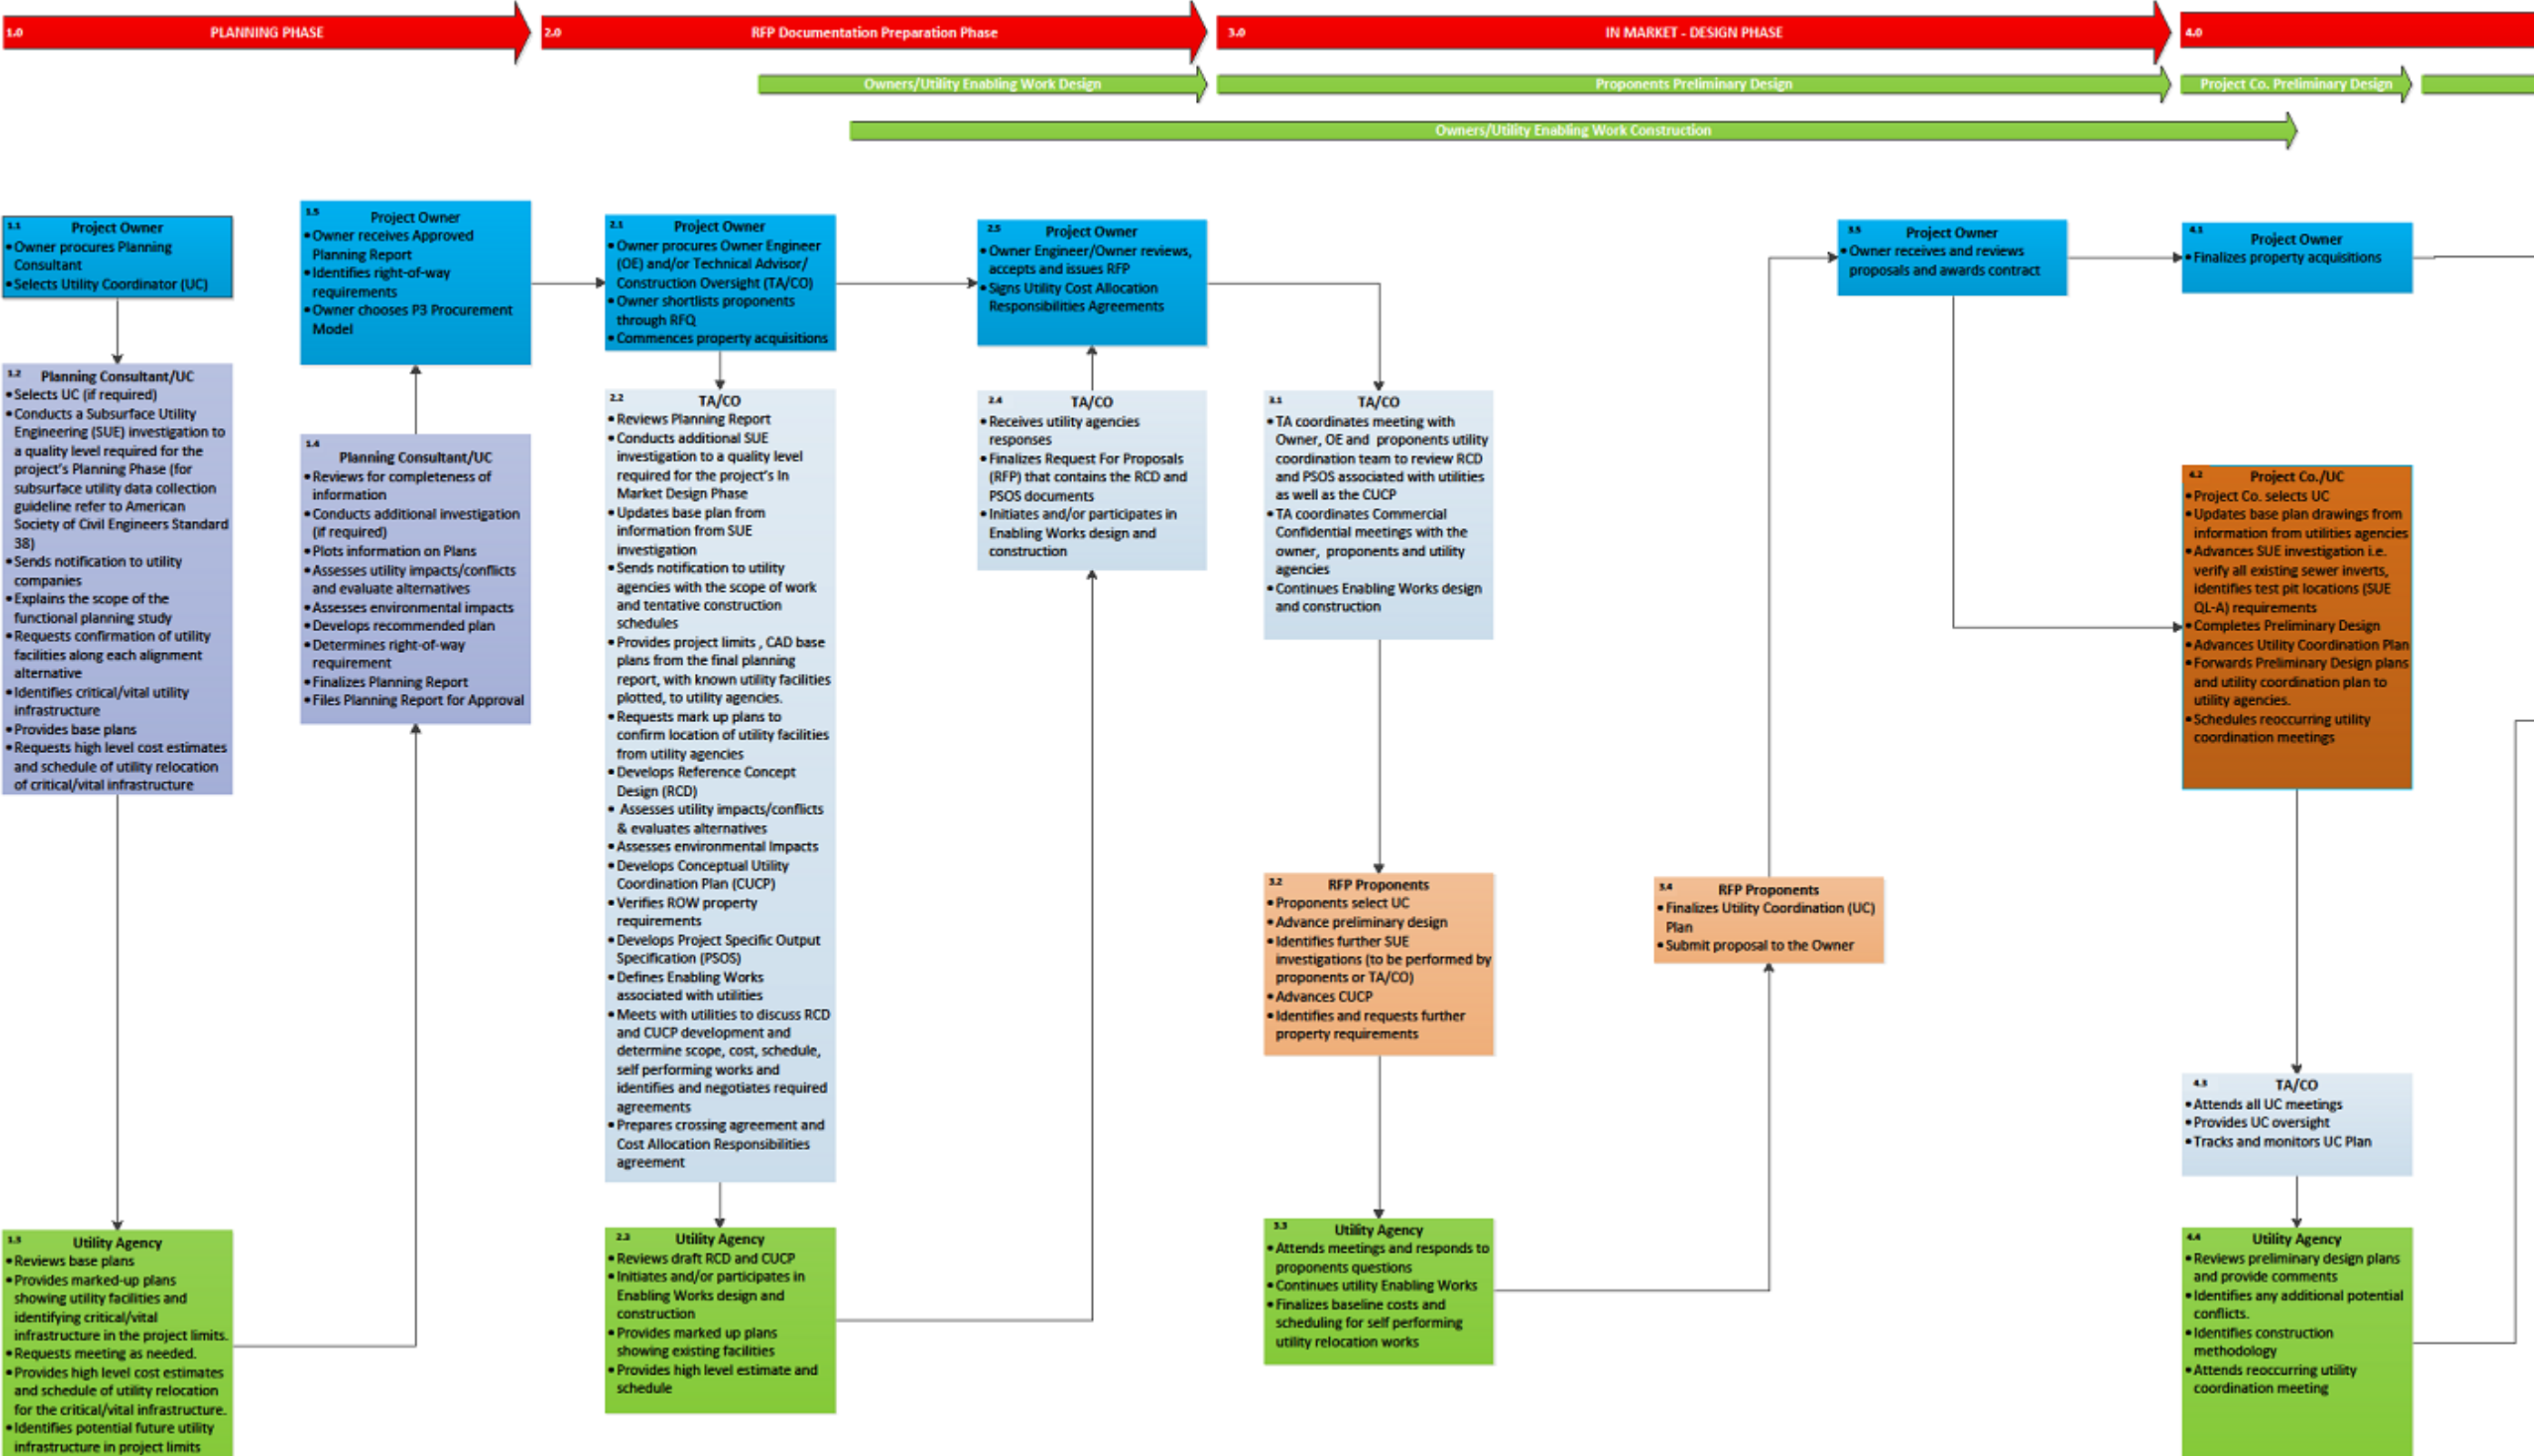 1.0
PLANNING PHASE
2.0
RFP Documentation Preparation Phase
3.0
IN MARKET - DESIGN PHASE
4.0
Owners/Utility Enabling Work Design
Proponents Preliminary Design
Project Co. Preliminary Design
Owners/Utility Enabling Work Construction
1.1
Project Owner
•Owner procures Planning
Consultant
•Selects Utility Coordinator (UC)
1.2
Planning Consultant/UC
•Selects UC (if required)
•Conducts a Subsurface Utility
Engineering (SUE) investigation to
a quality level required for the
project's Planning Phase (for
subsurface utility data collection
guideline refer to American
Society of Civil Engineers Standard
38)
•Sends notification to utility
companies
•Explains the scope of the
functional planning study
•Requests confirmation of utility
facilities along each alignment
alternative
•Identifies critical/vital utility
infrastructure
•Provides base plans
•Requests high level cost estimates
and schedule of utility relocation
of critical/vital infrastructure
1.3
Utility Agency
•Reviews base plans
•Provides marked-up plans
showing utility facilities and
identifying critical/vital
infrastructure in the project limits.
•Requests meeting as needed.
•Provides high level cost estimates
and schedule of utility relocation
for the critical/vital infrastructure.
•Identifies potential future utility
infrastructure in project limits
1.5
Project Owner
•Owner receives Approved
Planning Report
•Identifies right-of-way
requirements
•Owner chooses P3 Procurement
Model
1.4
Planning Consultant/UC
•Reviews for completeness of
information
•Conducts additional investigation
(if required)
•Plots information on Plans
•Assesses utility impacts/conflicts
and evaluate alternatives
•Assesses environmental impacts
•Develops recommended plan
•Determines right-of-way
requirement
•Finalizes Planning Report
•Files Planning Report for Approval
2.1
Project Owner
•Owner procures Owner Engineer
(OE) and/or Technical Advisor/
Construction Oversight (TA/CO)
•Owner shortlists proponents
through RFQ
•Commences property acquisitions
2.2
TA/CO
•Reviews Planning Report
•Conducts additional SUE
investigation to a quality level
required for the project's In
Market Design Phase
•Updates base plan from
information from SUE
investigation
•Sends notification to utility
agencies with the scope of work
and tentative construction
schedules
•Provides project limits , CAD base
plans from the final planning
report, with known utility facilities
plotted, to utility agencies.
•Requests mark up plans to
confirm location of utility facilities
from utility agencies
•Develops Reference Concept
Design (RCD)
• Assesses utility impacts/conflicts
& evaluates alternatives
•Assesses environmental Impacts
•Develops Conceptual Utility
Coordination Plan (CUCP)
•Verifies ROW property
requirements
•Develops Project Specific Output
Specification (PSOS)
•Defines Enabling Works
associated with utilities
•Meets with utilities to discuss RCD
and CUCP development and
determine scope, cost, schedule,
self performing works and
identifies and negotiates required
agreements
•Prepares crossing agreement and
Cost Allocation Responsibilities
agreement
2.3
Utility Agency
•Reviews draft RCD and CUCP
•Initiates and/or participates in
Enabling Works design and
construction
•Provides marked up plans
showing existing facilities
•Provides high level estimate and
schedule
2.5
Project Owner
•Owner Engineer/Owner reviews,
accepts and issues RFP
•Signs Utility Cost Allocation
Responsibilities Agreements
2.4
TA/CO
•Receives utility agencies
responses
•Finalizes Request For Proposals
(RFP) that contains the RCD and
PSOS documents
•Initiates and/or participates in
Enabling Works design and
construction
3.1
TA/CO
•TA coordinates meeting with
Owner, OE and proponents utility
coordination team to review RCD
and PSOS associated with utilities
as well as the CUCP
•TA coordinates Commercial
Confidential meetings with the
owner, proponents and utility
agencies
•Continues Enabling Works design
and construction
3.2
RFP Proponents
•Proponents select UC
•Advance preliminary design
•Identifies further SUE
investigations (to be performed by
proponents or TA/CO)
•Advances CUCP
•Identifies and requests further
property requirements
3.3
Utility Agency
•Attends meetings and responds to
proponents questions
•Continues utility Enabling Works
•Finalizes baseline costs and
scheduling for self performing
utility relocation works
3.4
RFP Proponents
•Finalizes Utility Coordination (UC)
Plan
•Submit proposal to the Owner
3.5
Project Owner
•Owner receives and reviews
proposals and awards contract
4.1
Project Owner
•Finalizes property acquisitions
4.2
Project Co./UC
•Project Co. selects UC
•Updates base plan drawings from
information from utilities agencies
•Advances SUE investigation i.e.
verify all existing sewer inverts,
identifies test pit locations (SUE
QL-A) requirements
•Completes Preliminary Design
•Advances Utility Coordination Plan
•Forwards Preliminary Design plans
and utility coordination plan to
utility agencies.
•Schedules reoccurring utility
coordination meetings
4.3
TA/CO
•Attends all UC meetings
•Provides UC oversight
•Tracks and monitors UC Plan
4.4
Utility Agency
•Reviews preliminary design plans
and provide comments
•Identifies any additional potential
conflicts.
•Identifies construction
methodology
•Attends reoccurring utility
coordination meeting